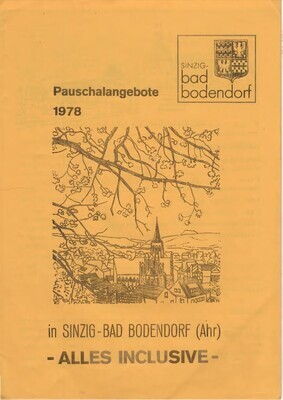 SINZIG-
bad
bodendorf
Pauschalangebote
1978
in SINZIG-BAD BODENDORF (Ahr)
- ALLES INCLUSIVE -